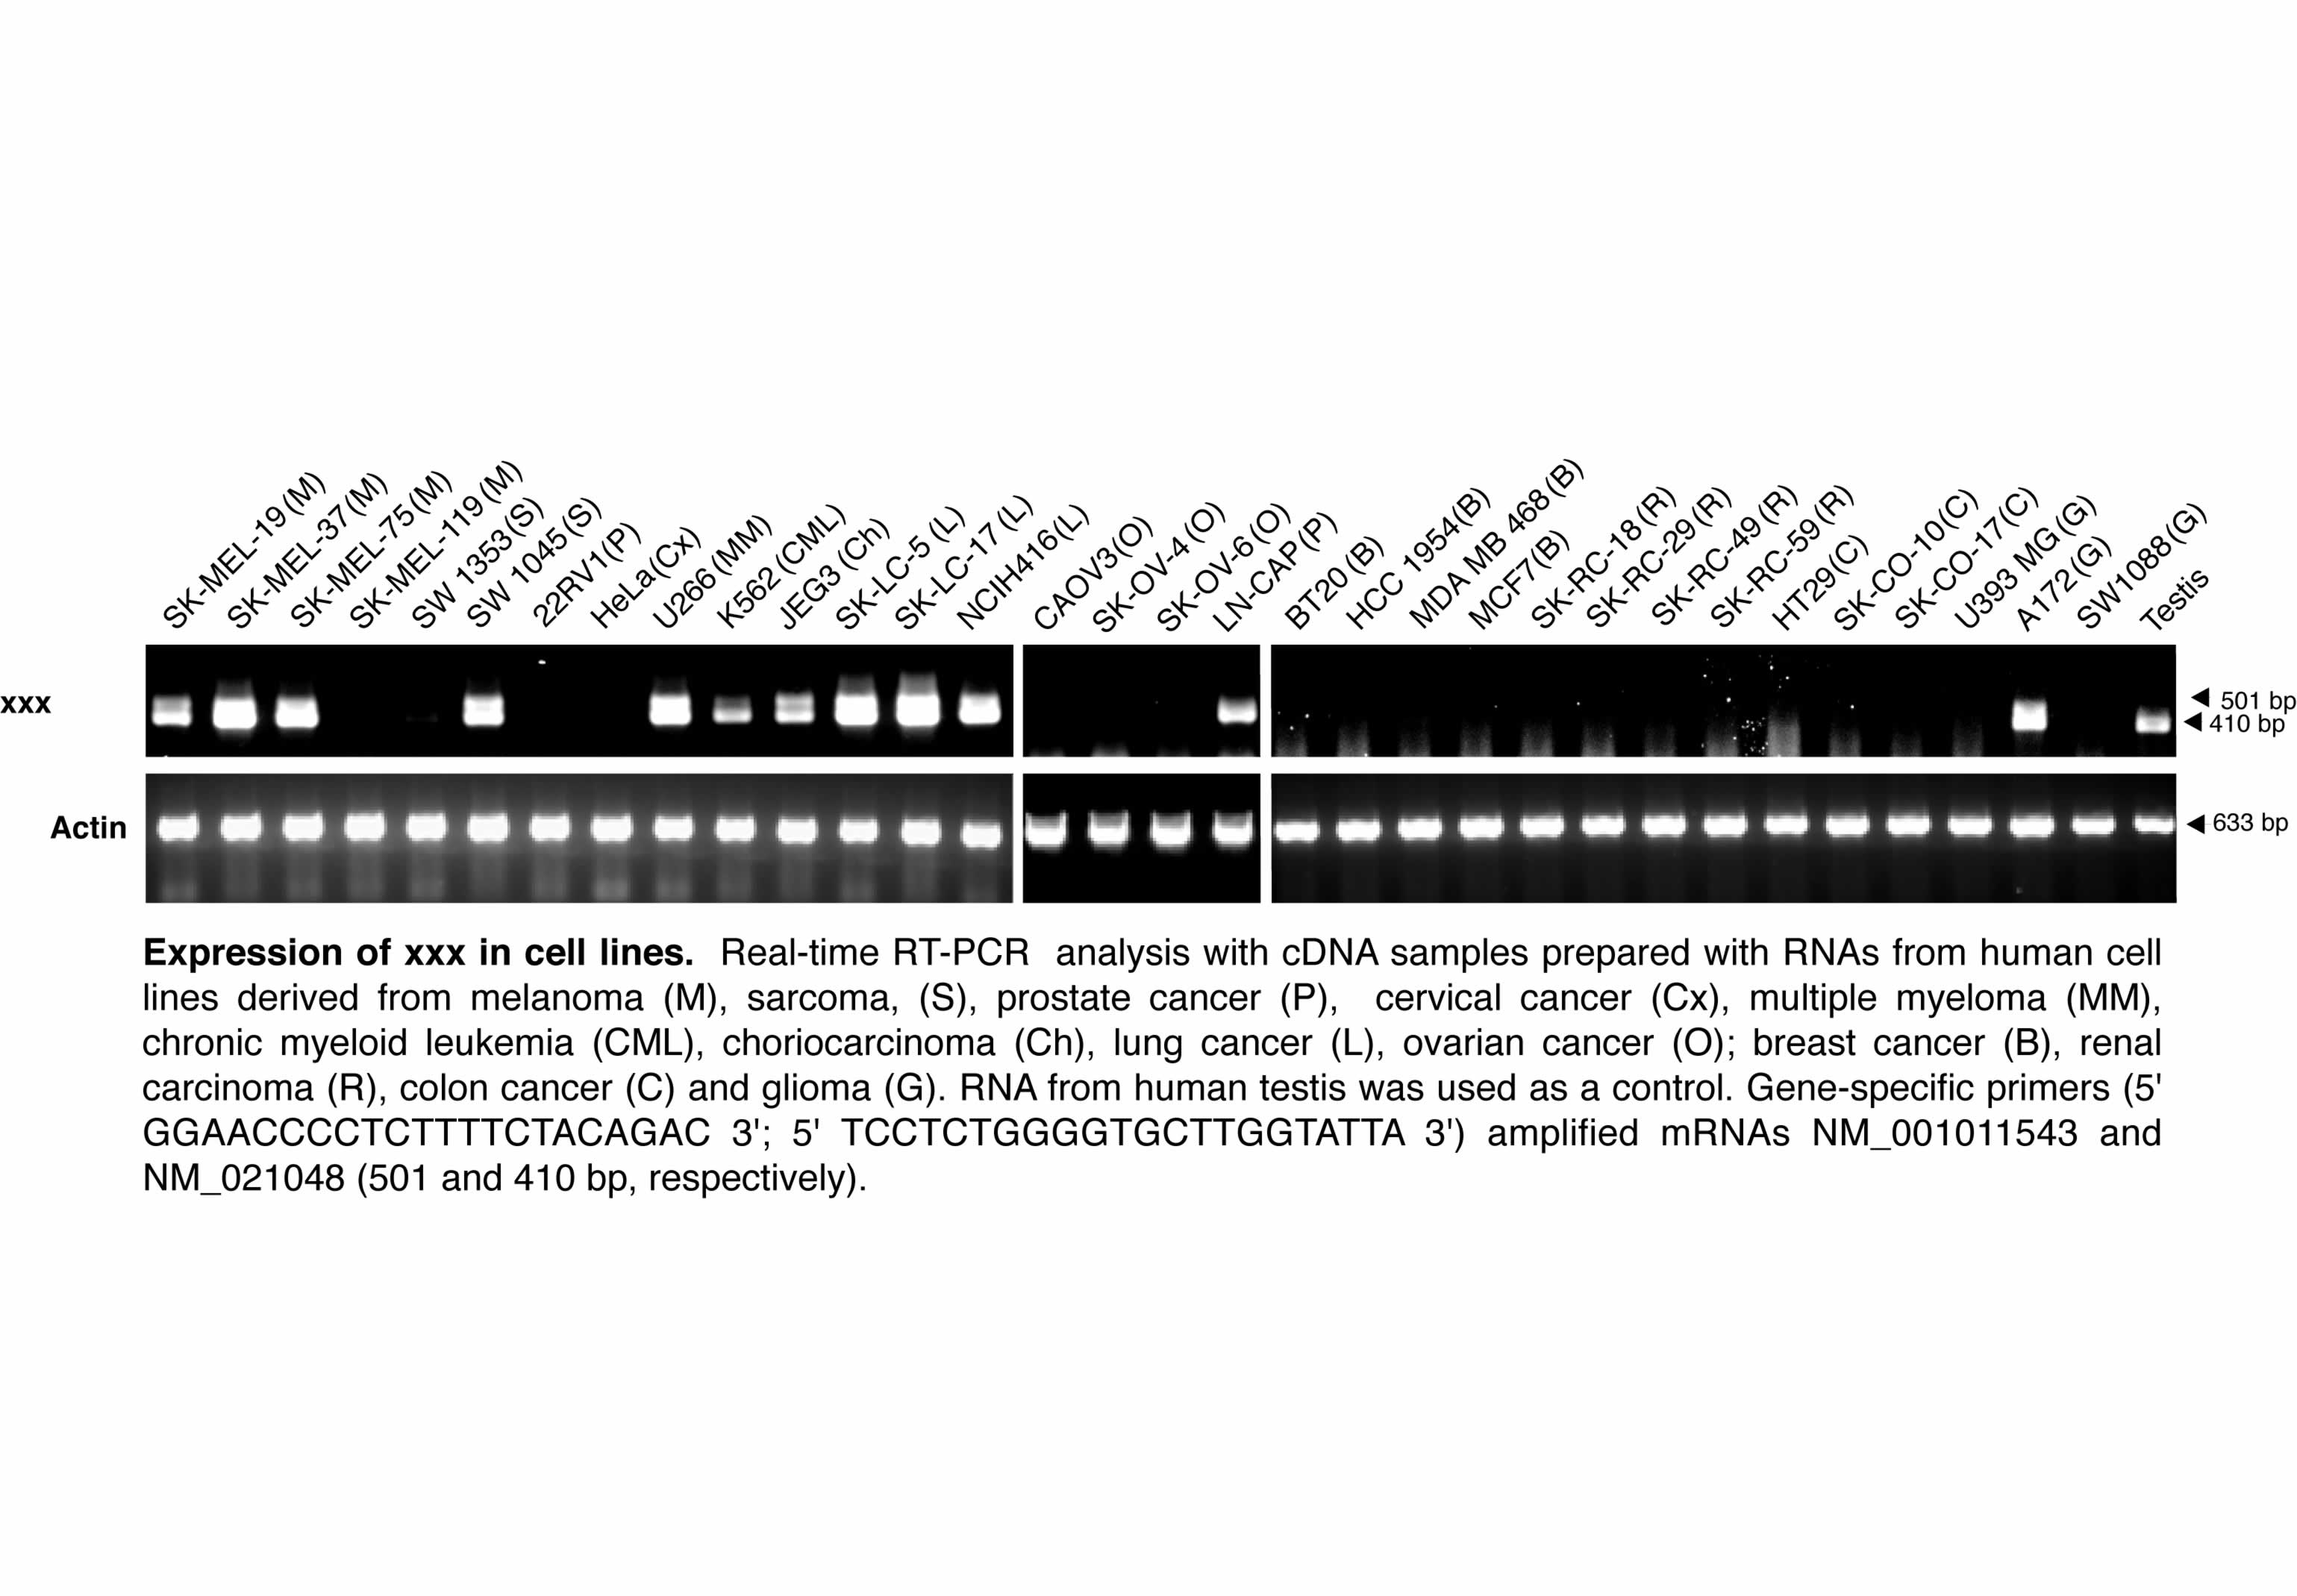 SK-MEL-19 (M)
SK-MEL-37(M)
SK-MEL-75(M)
SK-MEL-119 (M)
SW 1353(S)
SW 1045(S)
22RV1(P)
HeLa(Cx)
U266 (MM)
K562 (CML)
JEG3 (Ch)
SK-LC-5 (L)
SK-LC-17 (L)
NCIH416(L)
CAOV3(O)
SK-OV-4 (O)
SK-OV-6 (O)
LN-CAP(P)
BT20 (B)
HCC 1954(B)
MDA MB 468(B)
MCF7(B)
SK-RC-18 (R)
SK-RC-29 (R)
SK-RC-49 (R)
SK-RC-59 (R)
HT29(C)
SK-CO-10(C)
SK-CO-17(C)
U393 MG(G)
A172(G)
SW1088(G)
Testis
xxx
501 bp
410 bp
Actin
633 bp
Expression of xxx in cell lines. Real-time RT-PCR analysis with cDNA samples prepared with RNAs from human cell
lines derived from melanoma (M), sarcoma, (S), prostate cancer (P), cervical cancer (Cx), multiple myeloma (MM),
chronic myeloid leukemia (CML), choriocarcinoma (Ch), lung cancer (L), ovarian cancer (O); breast cancer (B), renal
carcinoma (R), colon cancer (C) and glioma (G). RNA from human testis was used as a control. Gene-specific primers (5'
GGAACCCCTCTTTTCTACAGAC 3'; 5' TCCTCTGGGGTGCTTGGTATTA 3') amplified mRNAs NM_001011543 and
NM_021048 (501 and 410 bp, respectively).